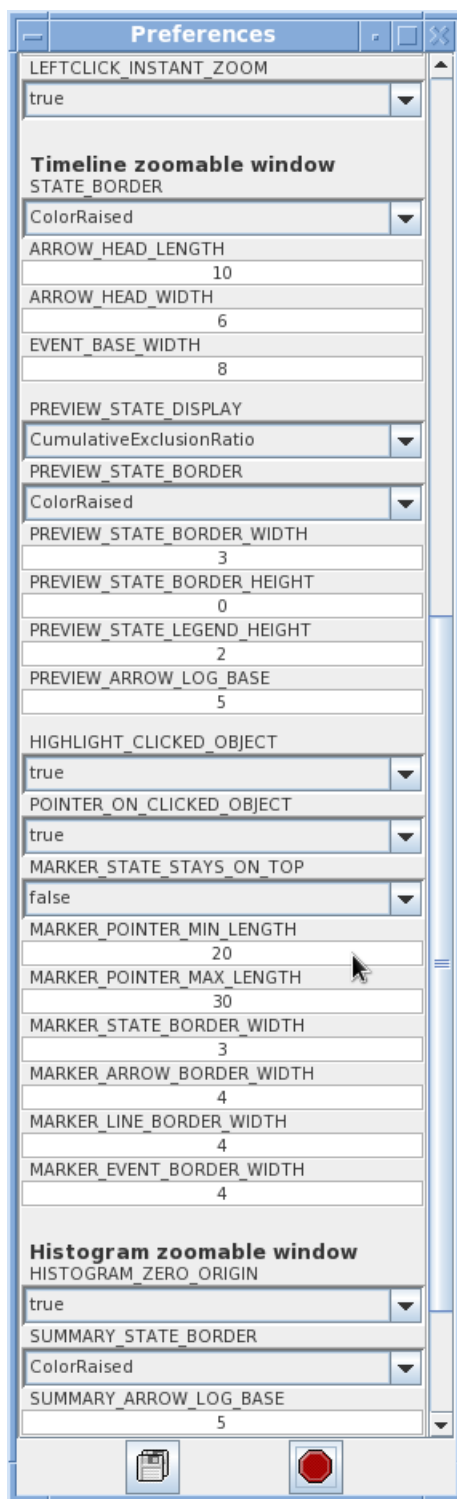 Preferences
LEFTCLICK_INSTANT_ZOOM
true
Timeline zoomable window
STATE_BORDER
ColorRaised
ARROW_HEAD_LENGTH
10
ARROW_HEAD_WIDTH
6
EVENT_BASE_WIDTH
8
PREVIEW_STATE_DISPLAY
CumulativeExclusionRatio
PREVIEW_STATE_BORDER
ColorRaised
PREVIEW_STATE_BORDER_WIDTH
3
PREVIEW_STATE_BORDER_HEIGHT
0
PREVIEW_STATE_LEGEND_HEIGHT
2
PREVIEW_ARROW_LOG_BASE
5
HIGHLIGHT_CLICKED_OBJECT
true
POINTER_ON_CLICKED_OBJECT
true
MARKER_STATE_STAYS_ON_TOP
false
MARKER_POINTER_MIN_LENGTH
20
MARKER_POINTER_MAX_LENGTH
30
MARKER_STATE_BORDER_WIDTH
3
MARKER_ARROW_BORDER_WIDTH
4
MARKER_LINE_BORDER_WIDTH
4
MARKER_EVENT_BORDER_WIDTH
4
Histogram zoomable window
HISTOGRAM_ZERO_ORIGIN
true
SUMMARY_STATE_BORDER
ColorRaised
SUMMARY_ARROW_LOG_BASE
5